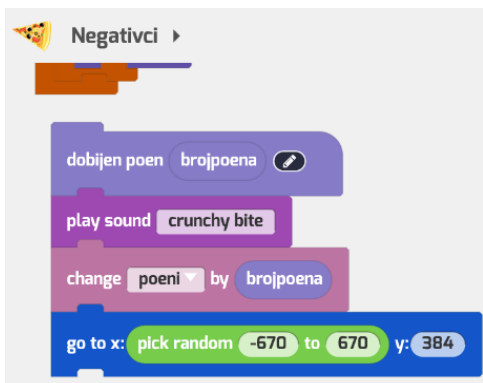 Negativci
dobijen poen brojpoena
play sound crunchy bite
change poeni by brojpoena
go to x: pick random -670 to 670 y: 384